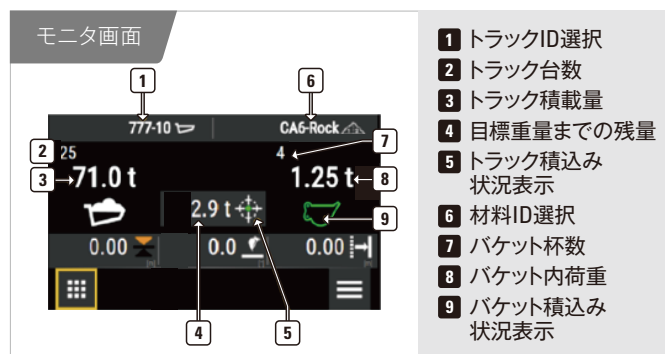 モニタ画面
1
6
777-10
CA6-Rock
2
25
4
7
3
71.0 t
1.25 t
8
2.9 t
9
0.00
0.0
0.00
4
5
1 トラックID選択
2 トラック台数
3 トラック積載量
4 目標重量までの残量
5 トラック積込み
状況表示
6 材料ID選択
7 バケット杯数
8 バケット内荷重
9 バケット積込み
状況表示